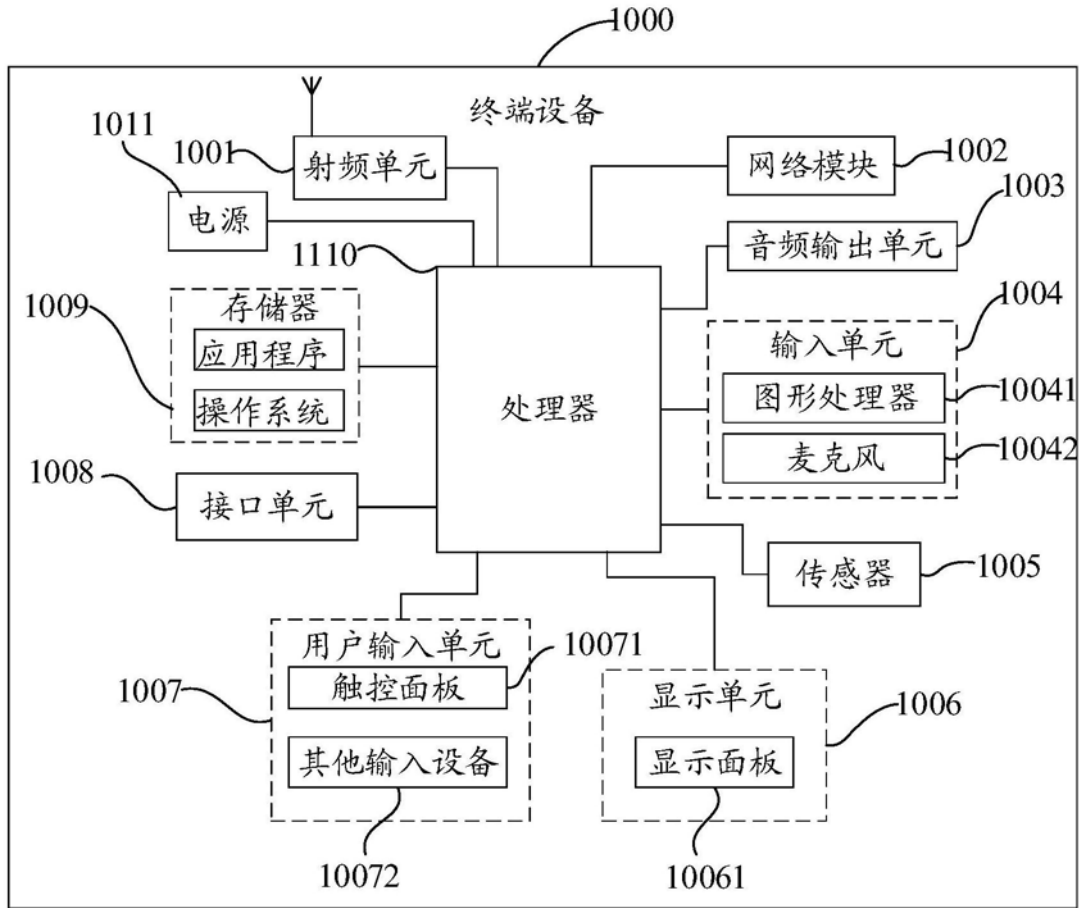 1000
终端设备
1011
1001
射频单元
网络模块
1002
电源
音频输出单元
1003
1110
1009
存储器
应用程序
操作系统
处理器
输入单元
1004
图形处理器
10041
麦克风
10042
1008
接口单元
传感器
1005
用户输入单元
10071
1007
触控面板
其他输入设备
10072
显示单元
1006
显示面板
10061